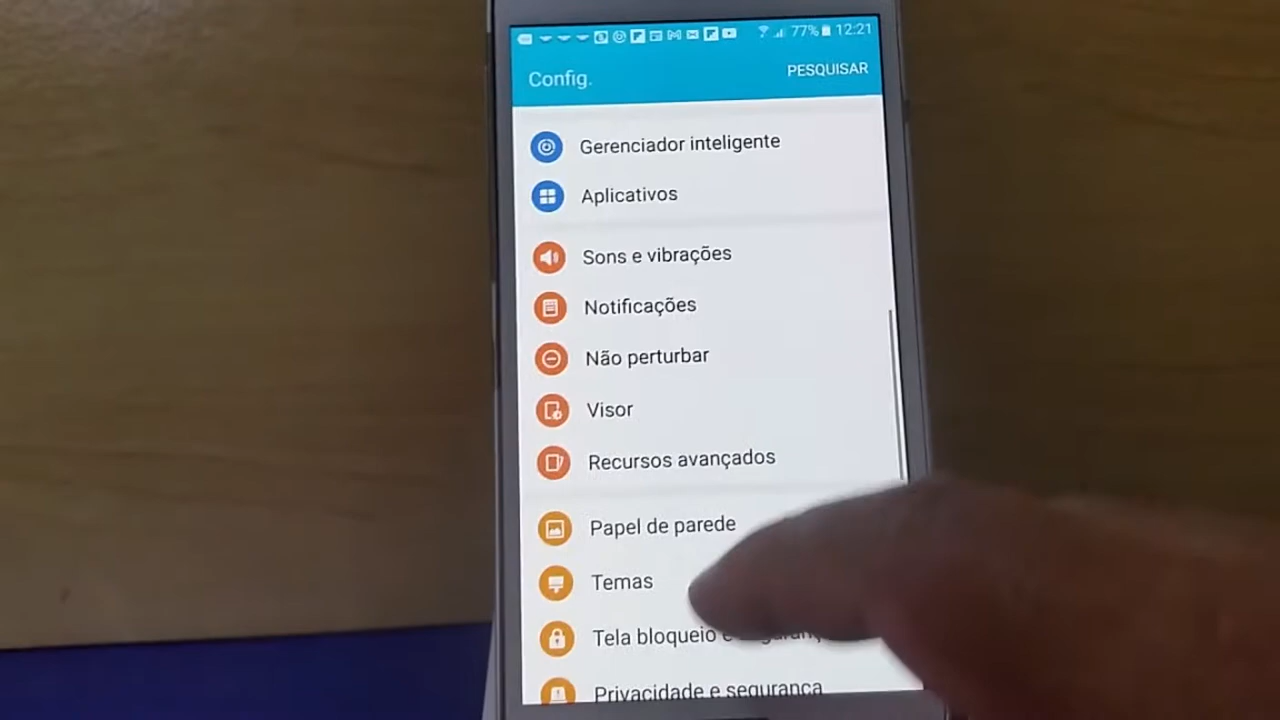 77% 12:21
Config.
PESQUISAR
Gerenciador inteligente
Aplicativos
Sons e vibrações
Notificações
Não perturbar
Visor
Recursos avançados
Papel de parede
Temas
Tela bloqueio e segurança
Privacidade e segurança